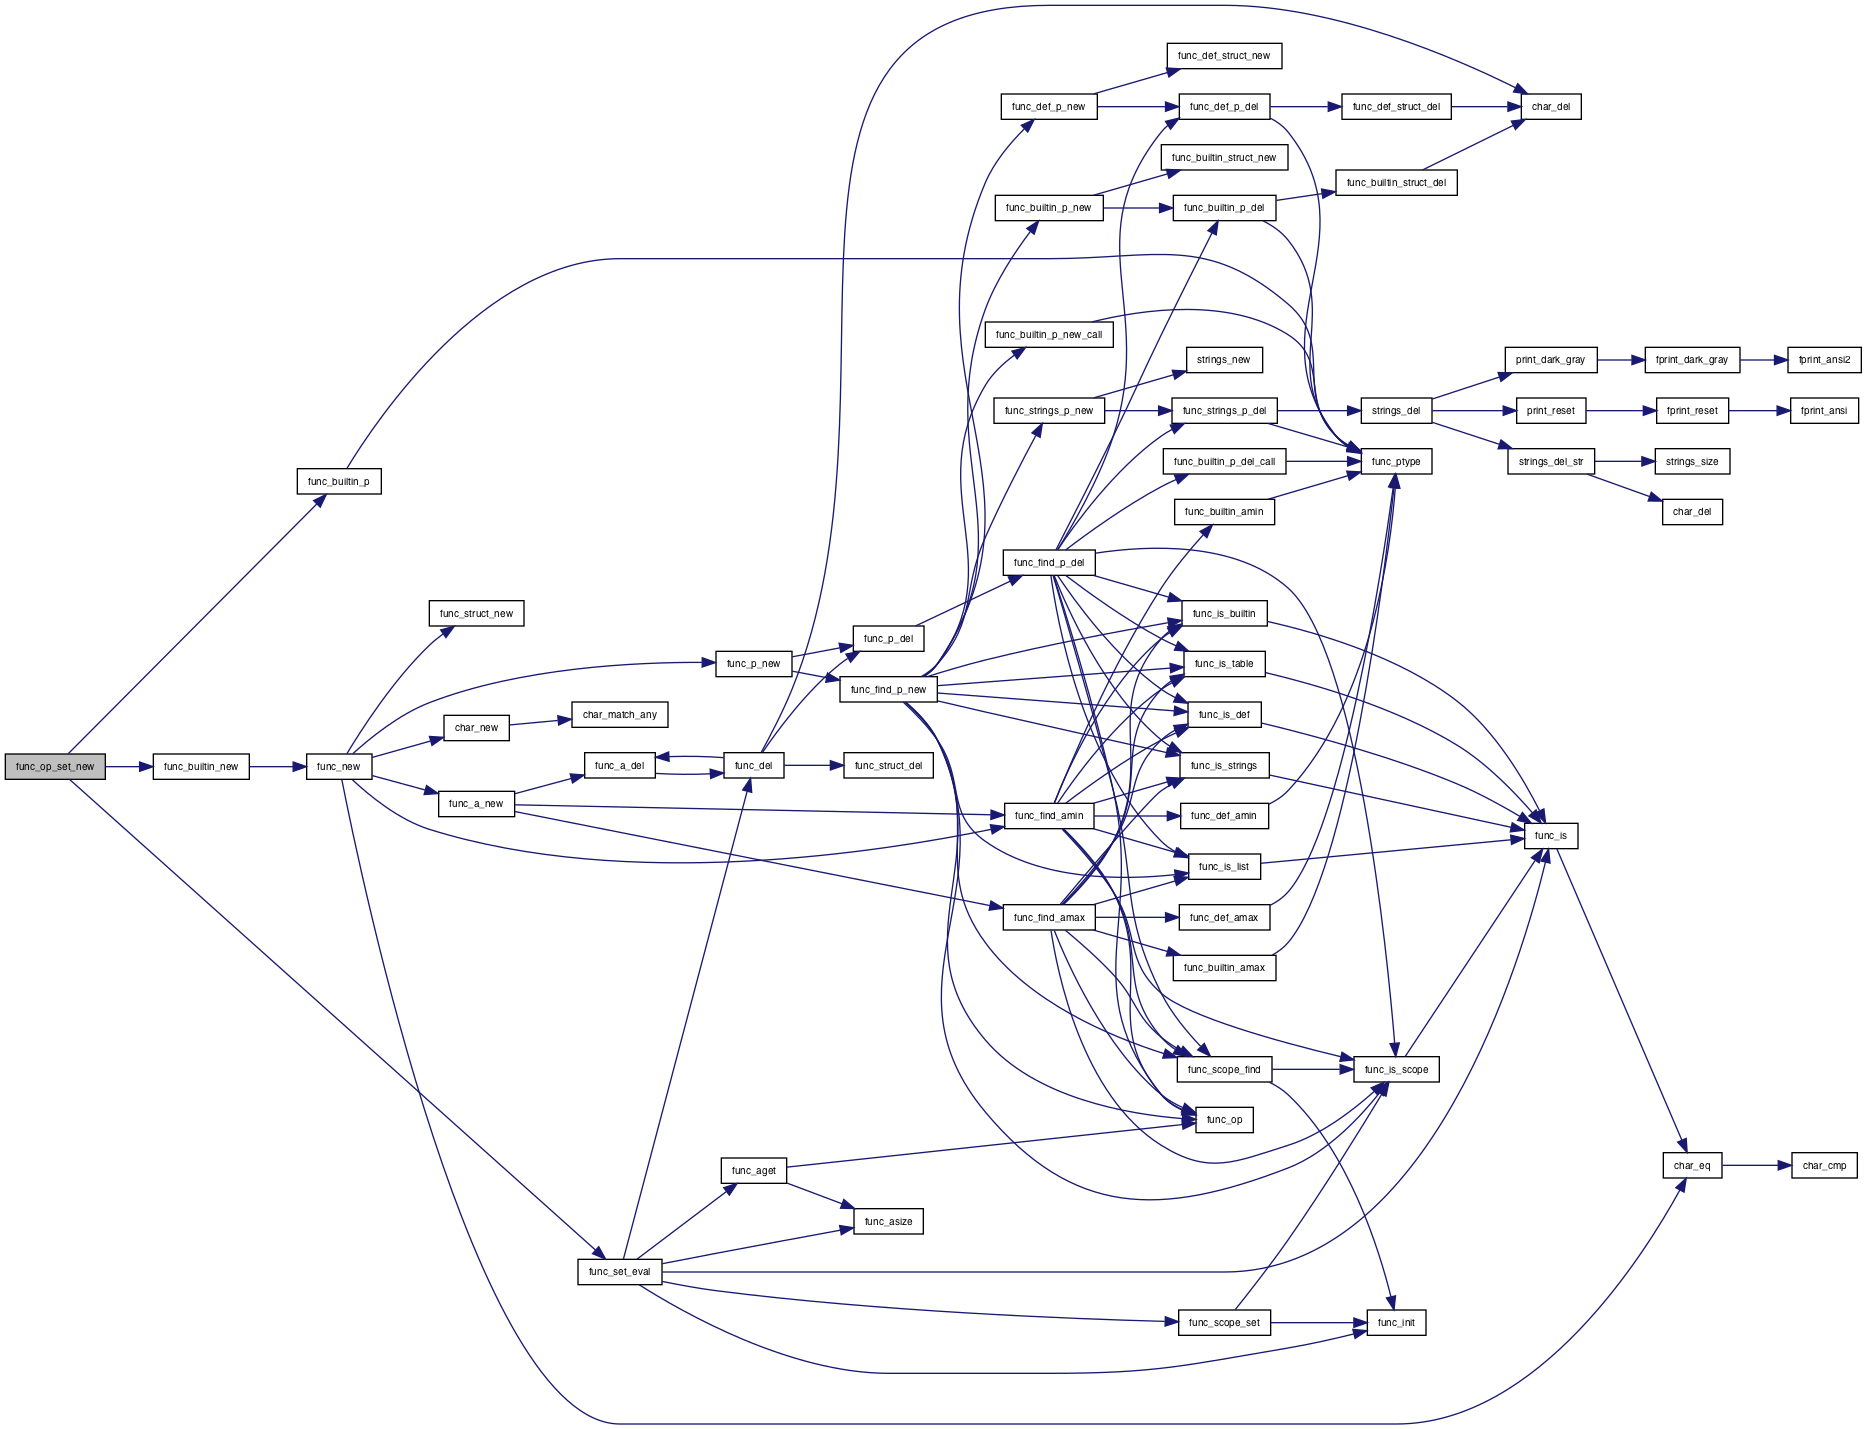 func_def_struct_new
func_def_p_new
func_def_p_del
func_def_struct_del
char_del
func_builtin_struct_new
func_builtin_struct_del
func_builtin_p_new
func_builtin_p_del
func_builtin_p_new_call
strings_new
print_dark_gray
fprint_dark_gray
fprint_ansi2
func_strings_p_new
func_strings_p_del
strings_del
print_reset
fprint_reset
fprint_ansi
func_builtin_p
func_builtin_p_del_call
func_ptype
strings_del_str
strings_size
func_builtin_amin
char_del
func_find_p_del
func_struct_new
func_is_builtin
func_p_del
func_p_new
func_is_table
func_find_p_new
char_new
char_match_any
func_is_def
func_op_set_new
func_builtin_new
func_new
func_a_del
func_del
func_struct_del
func_is_strings
func_a_new
func_find_amin
func_def_amin
func_is
func_is_list
func_find_amax
func_def_amax
func_builtin_amax
func_scope_find
func_is_scope
func_op
func_aget
char_eq
char_cmp
func_asize
func_set_eval
func_scope_set
func_init